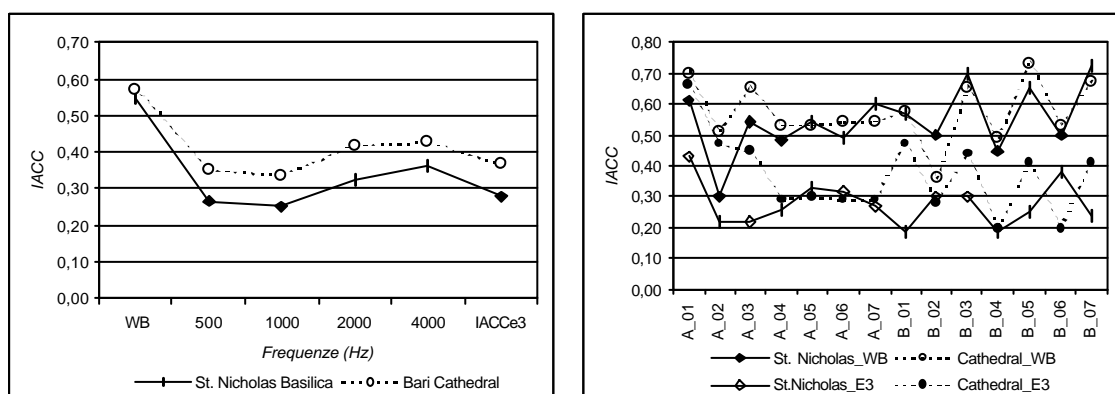 IACC
0,70
0,60
0,50
0,40
0,30
0,20
0,10
0,00
WB 500 1000 2000 4000 IACCe3
Frequenze (Hz)
St. Nicholas Basilica Bari Cathedral
IACC
0,80
0,70
0,60
0,50
0,40
0,30
0,20
0,10
0,00
A_01 A_02 A_03 A_04 A_05 A_06 A_07 B_01 B_02 B_03 B_04 B_05 B_06 B_07
St. Nicholas_WB Cathedral_WB
St.Nicholas_E3 Cathedral_E3